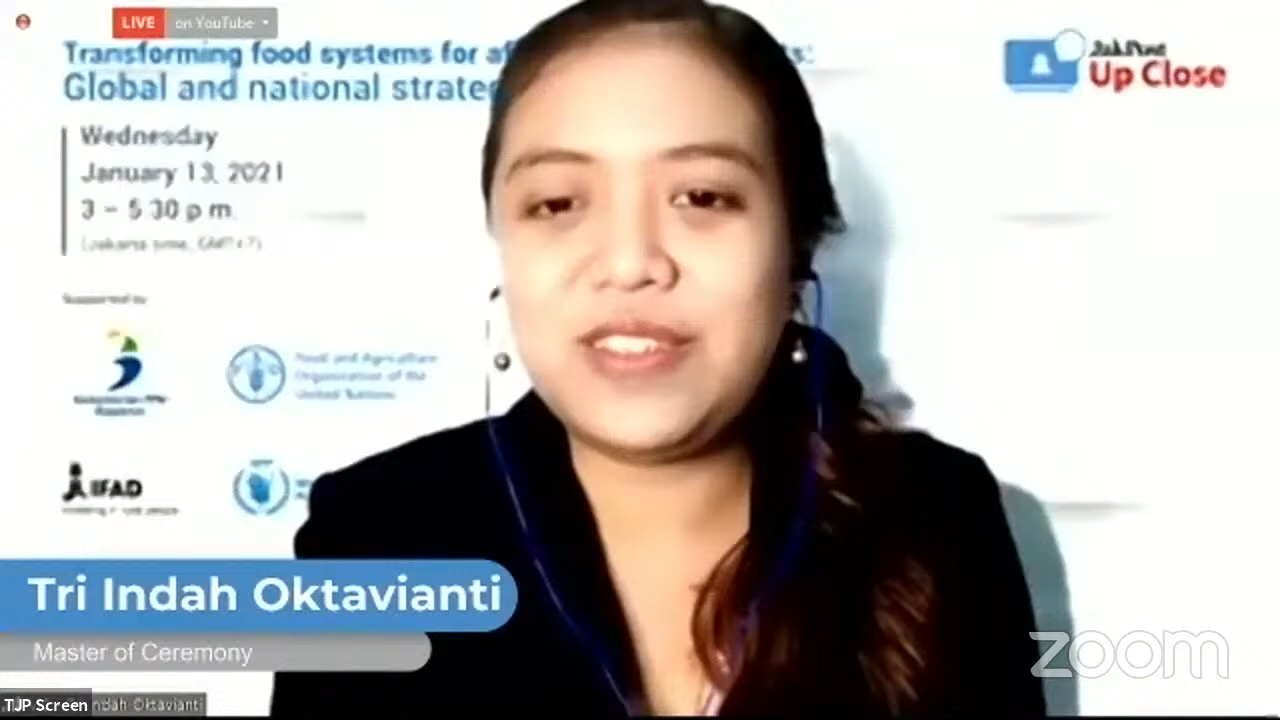 LIVE on YouTube
Transforming food systems for af ts:
Global and national strate
JakPost
Up Close
Wednesday
January 13, 2021
3 – 5 30 p m.
Supported by
Food and Agriculture
Organization of the
United Nations
IFAD
Tri Indah Oktavianti
Master of Ceremony
zoom
TJP Screen ndah Oktavianti